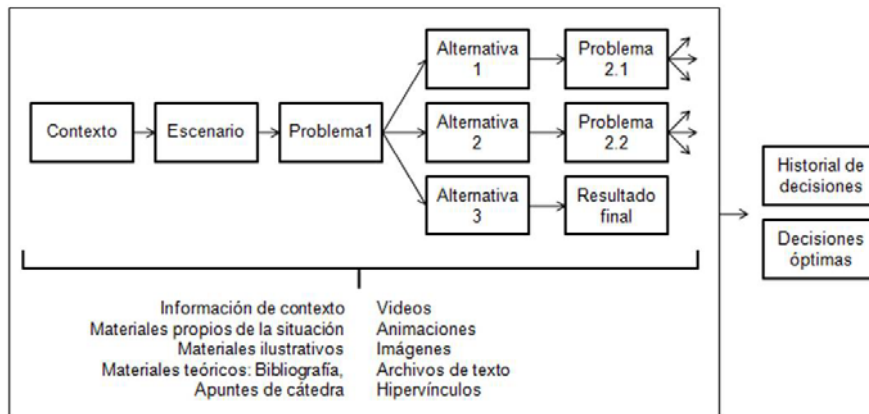 Contexto
Escenario
Problema1
Alternativa
1
Problema
2.1
Alternativa
2
Problema
2.2
Alternativa
3
Resultado
final
Historial de
decisiones
Decisiones
óptimas
Información de contexto
Materiales propios de la situación
Materiales ilustrativos
Materiales teóricos: Bibliografía,
Apuntes de cátedra
Videos
Animaciones
Imágenes
Archivos de texto
Hipervínculos